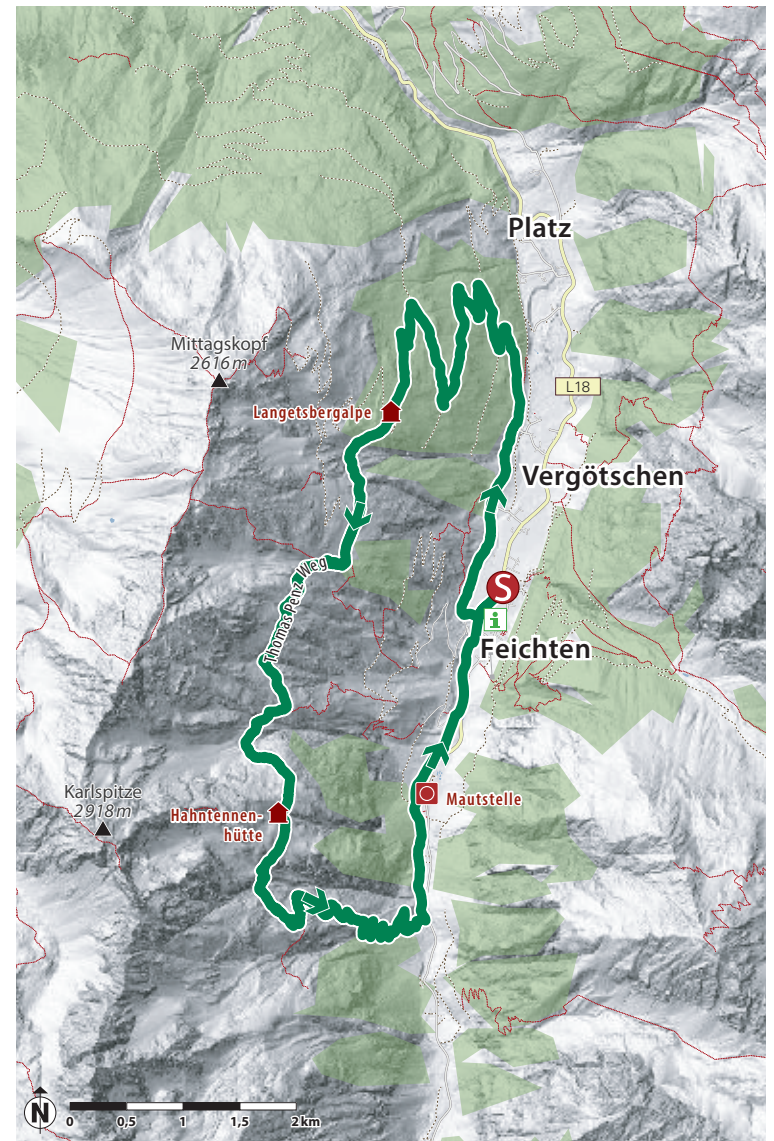 Platz
Mittagskopf
2616 m
L18
Langetsbergalpe
Vergötschen
Thomas Penz Weg
S
i
Feichten
Karlspitze
2918 m
Mautstelle
Hahntennen-
hütte
N
0 0,5 1 1,5 2 km